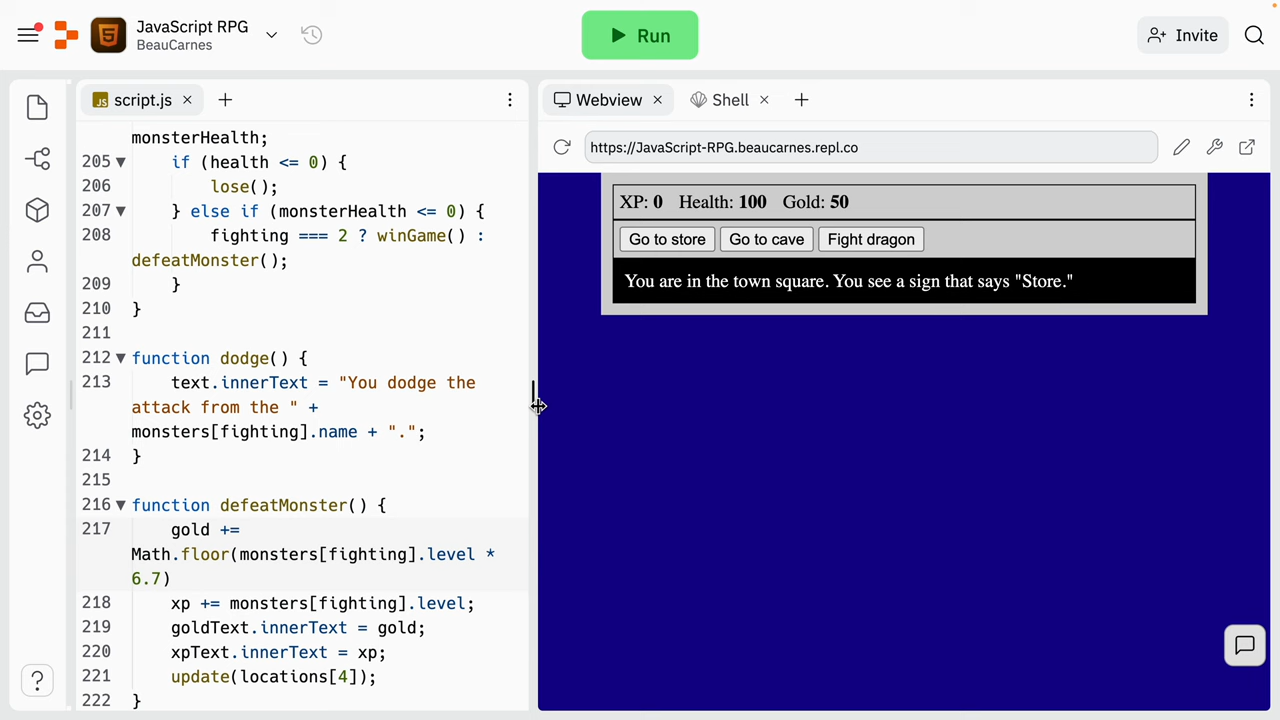 JavaScript RPG
BeauCarnes
Run
Invite
JS script.js
monsterHealth;
205 if (health <= 0) {
206 lose();
207 } else if (monsterHealth <= 0) {
208 fighting === 2 ? winGame() :
defeatMonster();
209 }
210 }
211
212 function dodge() {
213 text.innerText = "You dodge the
attack from the " +
monsters[fighting].name + ".";
214 }
215
216 function defeatMonster() {
217 gold +=
Math.floor(monsters[fighting].level *
6.7)
218 xp += monsters[fighting].level;
219 goldText.innerText = gold;
220 xpText.innerText = xp;
221 update(locations[4]);
222 }
?
Webview
Shell
https://JavaScript-RPG.beaucarnes.repl.co
XP: 0 Health: 100 Gold: 50
Go to store Go to cave Fight dragon
You are in the town square. You see a sign that says "Store."